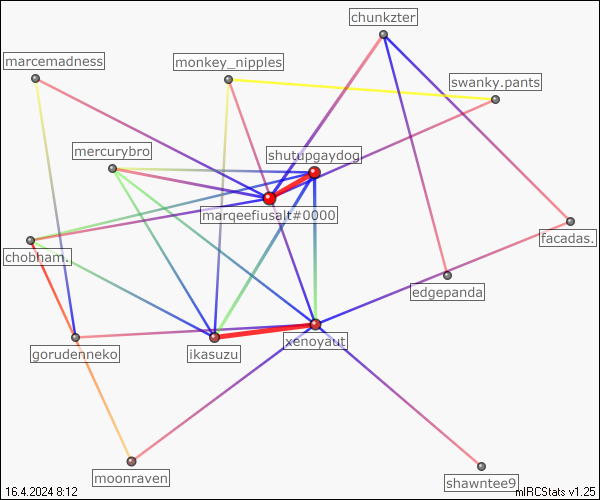 chunkzter
marcemadness
monkey_nipples
swanky.pants
mercurybro
shutupgaydog
marqeefiusalt#0000
facadas.
chobham.
edgepanda
gorudenneko
ikasuzu
xenoyaut
moonraven
shawntee9
16.4.2024 8:12
mIRCStats v1.25